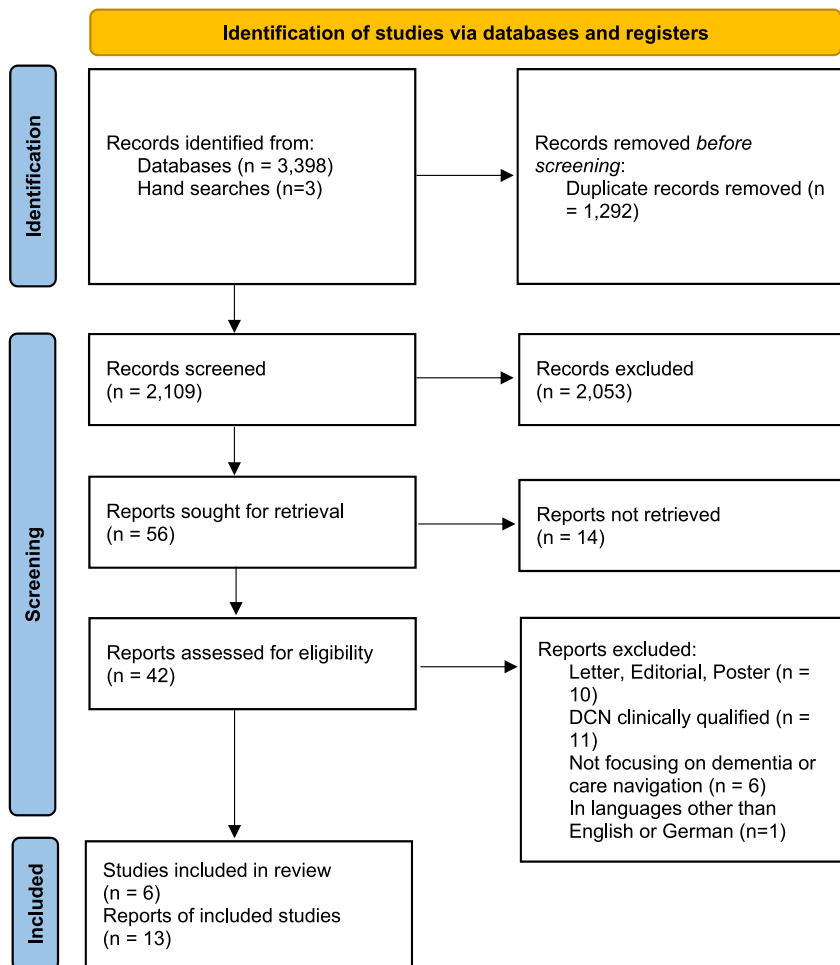 Identification of studies via databases and registers
Identification
Records identified from:
Databases (n = 3,398)
Hand searches (n=3)
Records removed before
screening:
Duplicate records removed (n
= 1,292)
Screening
Records screened
(n = 2,109)
Records excluded
(n = 2,053)
Reports sought for retrieval
(n = 56)
Reports not retrieved
(n = 14)
Reports assessed for eligibility
(n = 42)
Reports excluded:
Letter, Editorial, Poster (n =
10)
DCN clinically qualified (n =
11)
Not focusing on dementia or
care navigation (n = 6)
In languages other than
English or German (n=1)
Included
Studies included in review
(n = 6)
Reports of included studies
(n = 13)